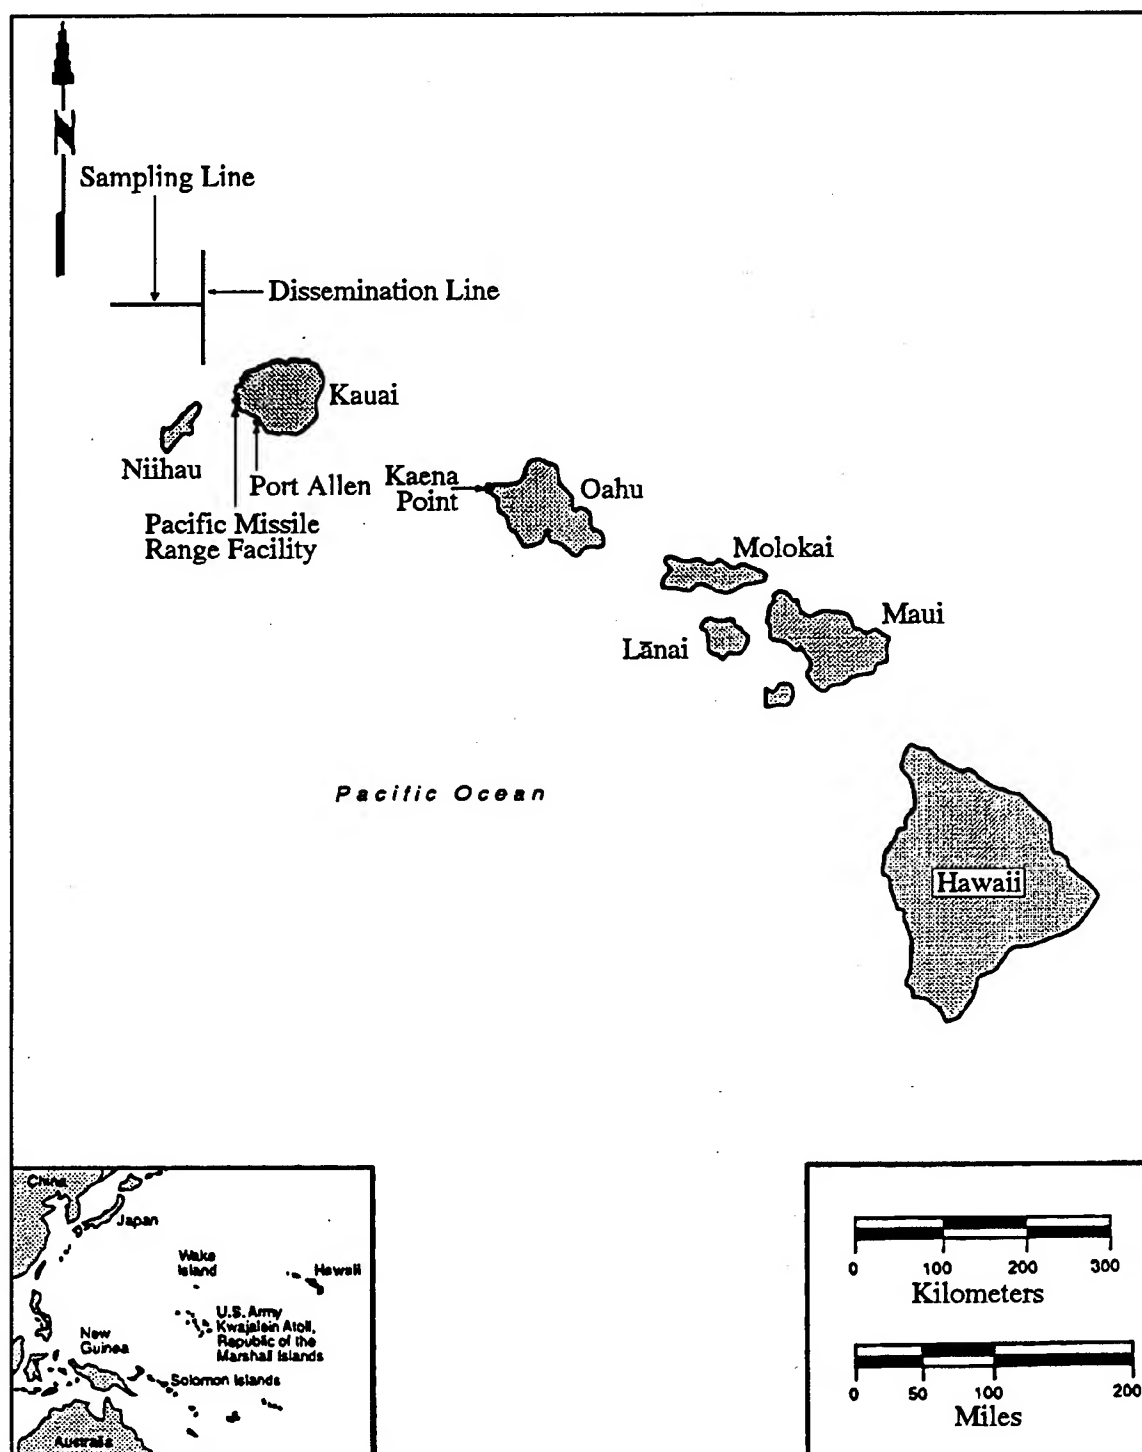 N
Sampling Line
Dissemination Line
Kauai
Niihau
Port Allen
Pacific Missile
Range Facility
Kaena
Point
Oahu
Molokai
Maui
Lānai
Pacific Ocean
Hawaii
China
Japan
Wake
Island
Hawaii
U.S. Army
Kwajalein Atoll,
Republic of the
Marshall Islands
New
Guinea
Solomon Islands
Australia
0 100 200 300
Kilometers
0 50 100 200
Miles